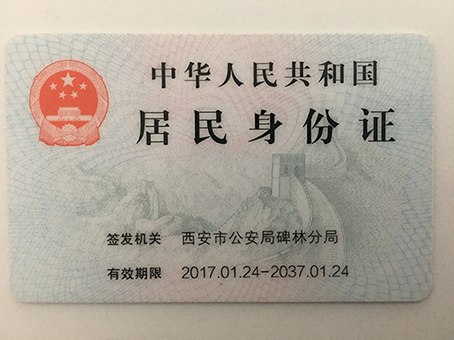 中华人民共和国
居民身份证
签发机关 西安市公安局碑林分局
有效期限 2017.01.24-2037.01.24